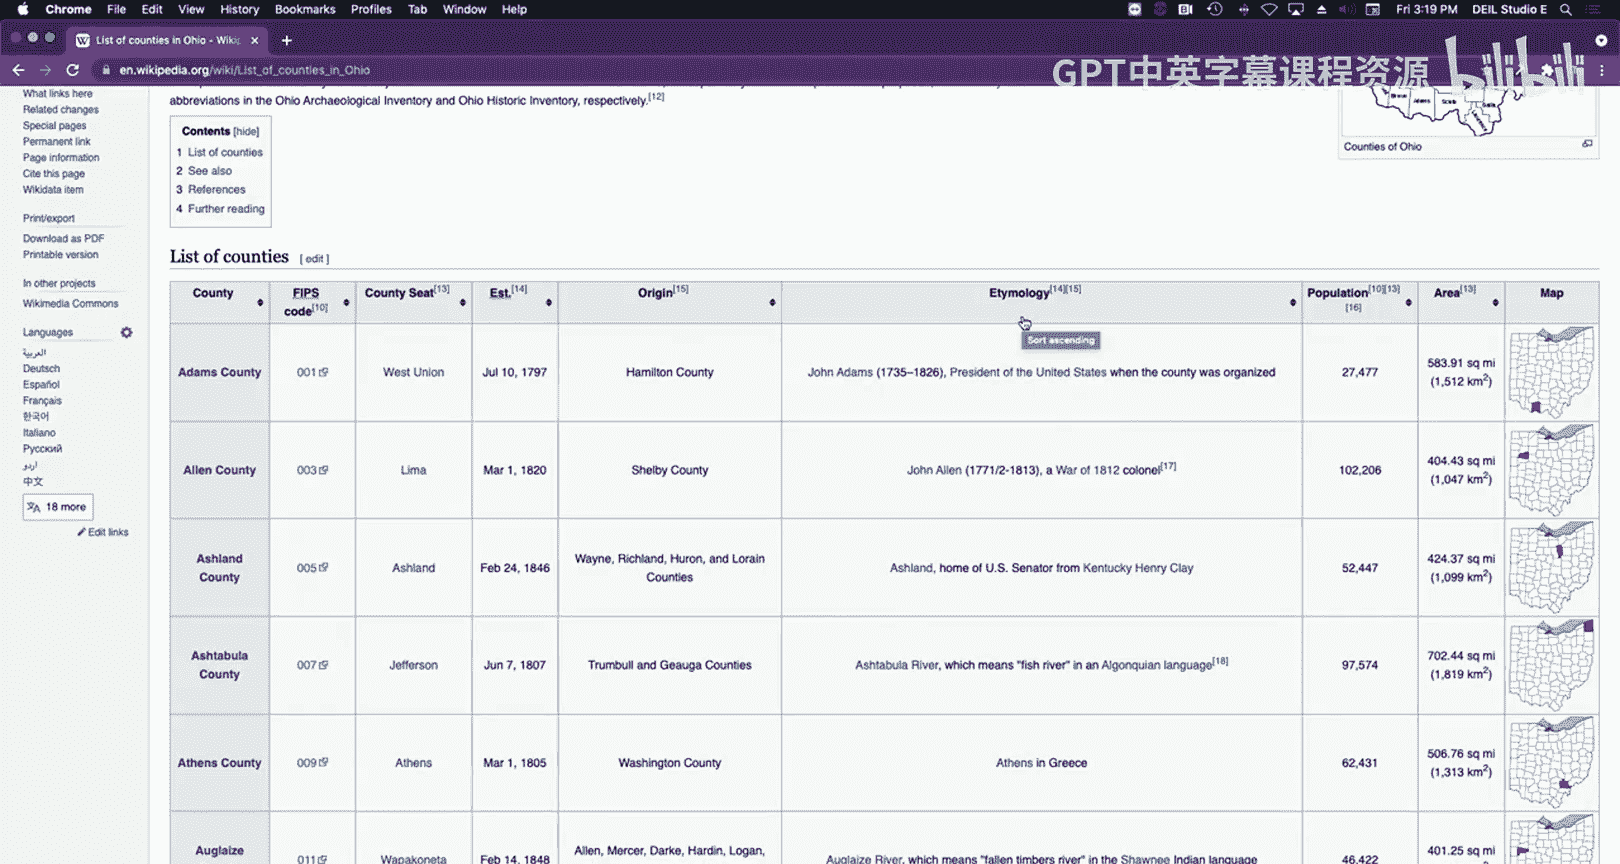 Chrome File Edit View History Bookmarks Profiles Tab Window Help Fri 3:19 PM DEIL Studio E
List of counties in Ohio - Wikip
en.wikipedia.org/wiki/List_of_counties_in_Ohio
GPT中英字幕课程资源 bilibili
What links here
Related changes
Special pages
Permanent link
Page information
Cite this page
Wikidata item
Print/export
Download as PDF
Printable version
In other projects
Wikimedia Commons
Languages
العربية
Deutsch
Español
Français
한국어
Italiano
Русский
اردو
中文
18 more
Edit links
abbreviations in the Ohio Archaeological Inventory and Ohio Historic Inventory, respectively.[12]
Contents [hide]
1 List of counties
2 See also
3 References
4 Further reading
Counties of Ohio
List of counties [ edit ]
County FIPS code[10] County Seat[13] Est.[14] Origin[15] Etymology[14][15] Population[10][13][16] Area[13] Map
Sort ascending
Adams County 001 West Union Jul 10, 1797 Hamilton County John Adams (1735–1826), President of the United States when the county was organized 27,477 583.91 sq mi (1,512 km2)
Allen County 003 Lima Mar 1, 1820 Shelby County John Allen (1771/2-1813), a War of 1812 colonel[17] 102,206 404.43 sq mi (1,047 km2)
Ashland County 005 Ashland Feb 24, 1846 Wayne, Richland, Huron, and Lorain Counties Ashland, home of U.S. Senator from Kentucky Henry Clay 52,447 424.37 sq mi (1,099 km2)
Ashtabula County 007 Jefferson Jun 7, 1807 Trumbull and Geauga Counties Ashtabula River, which means "fish river" in an Algonquian language[18] 97,574 702.44 sq mi (1,819 km2)
Athens County 009 Athens Mar 1, 1805 Washington County Athens in Greece 62,431 506.76 sq mi (1,313 km2)
Auglaize 011 Wapakoneta Feb 14, 1848 Allen, Mercer, Darke, Hardin, Logan, Auglaize River, which means "fallen timbers river" in the Shawnee Indian language 46,422 401.25 sq mi